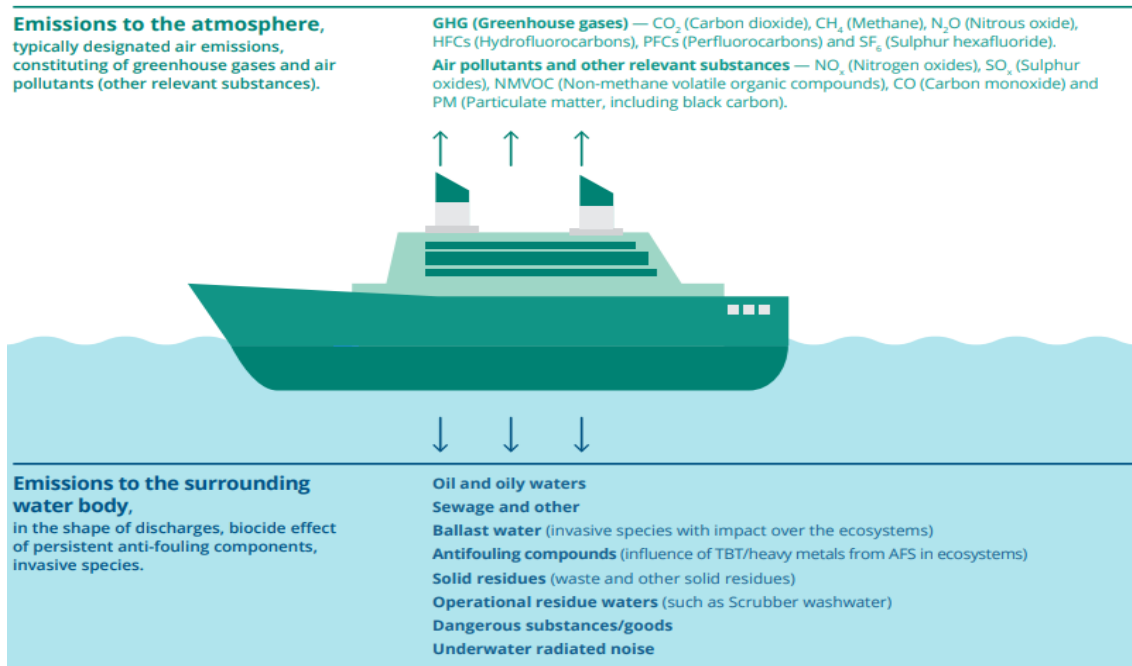 Emissions to the atmosphere,
typically designated air emissions,
constituting of greenhouse gases and air
pollutants (other relevant substances).
GHG (Greenhouse gases) — CO₂ (Carbon dioxide), CH₄ (Methane), N₂O (Nitrous oxide),
HFCs (Hydrofluorocarbons), PFCs (Perfluorocarbons) and SF₆ (Sulphur hexafluoride).
Air pollutants and other relevant substances — NOₓ (Nitrogen oxides), SOₓ (Sulphur
oxides), NMVOC (Non-methane volatile organic compounds), CO (Carbon monoxide) and
PM (Particulate matter, including black carbon).
Emissions to the surrounding
water body,
in the shape of discharges, biocide effect
of persistent anti-fouling components,
invasive species.
Oil and oily waters
Sewage and other
Ballast water (invasive species with impact over the ecosystems)
Antifouling compounds (influence of TBT/heavy metals from AFS in ecosystems)
Solid residues (waste and other solid residues)
Operational residue waters (such as Scrubber washwater)
Dangerous substances/goods
Underwater radiated noise